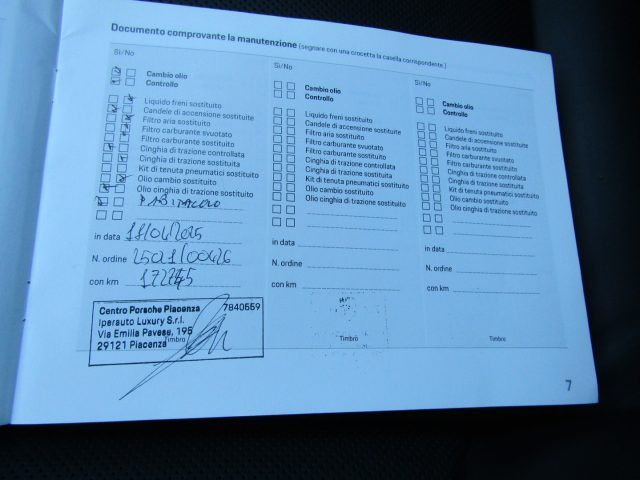 Documento comprovante la manutenzione (segnare con una crocetta la casella corrispondente.)
Si/No
Cambio olio
Controllo
Liquido freni sostituito
Candele di accensione sostituite
Filtro aria sostituito
Filtro carburante svuotato
Filtro carburante sostituito
Cinghia di trazione controllata
Cinghia di trazione sostituita
Kit di tenuta pneumatici sostituito
Olio cambio sostituito
Olio cinghia di trazione sostituito
in data
N. ordine
con km
Centro Porsche Piacenza 7840559
iperauto Luxury S.r.l.
Via Emilia Pavese, 195
29121 Piacenza
Si/No
Cambio olio
Controllo
Liquido freni sostituito
Candele di accensione sostituite
Filtro aria sostituito
Filtro carburante svuotato
Filtro carburante sostituito
Cinghia di trazione controllata
Cinghia di trazione sostituita
Kit di tenuta pneumatici sostituito
Olio cambio sostituito
Olio cinghia di trazione sostituito
in data
N. ordine
con km
Timbro
Si/No
Cambio olio
Controllo
Liquido freni sostituito
Candele di accensione sostituite
Filtro aria sostituito
Filtro carburante svuotato
Filtro carburante sostituito
Cinghia di trazione controllata
Cinghia di trazione sostituita
Kit di tenuta pneumatici sostituito
Olio cambio sostituito
Olio cinghia di trazione sostituito
in data
N. ordine
con km
Timbro
7